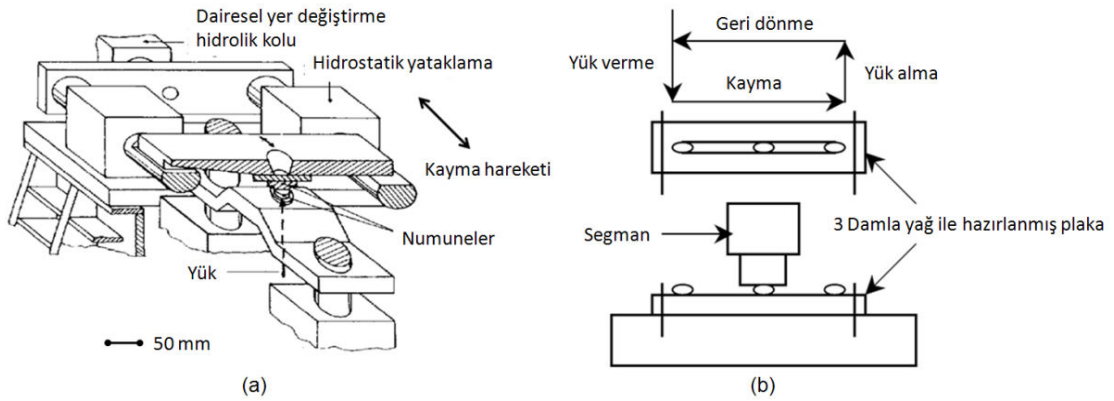 Dairesel yer değiştirme
hidrolik kolu
Hidrostatik yataklama
Kayma hareketi
Numuneler
Yük
50 mm
(a)
Geri dönme
Yük verme
Yük alma
Kayma
Segman
3 Damla yağ ile hazırlanmış plaka
(b)